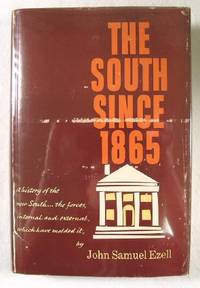 THE
SOUTH
SINCE
1865
A history of the
new South.... the forces,
internal and external,
which have molded it,
by
John Samuel Ezell